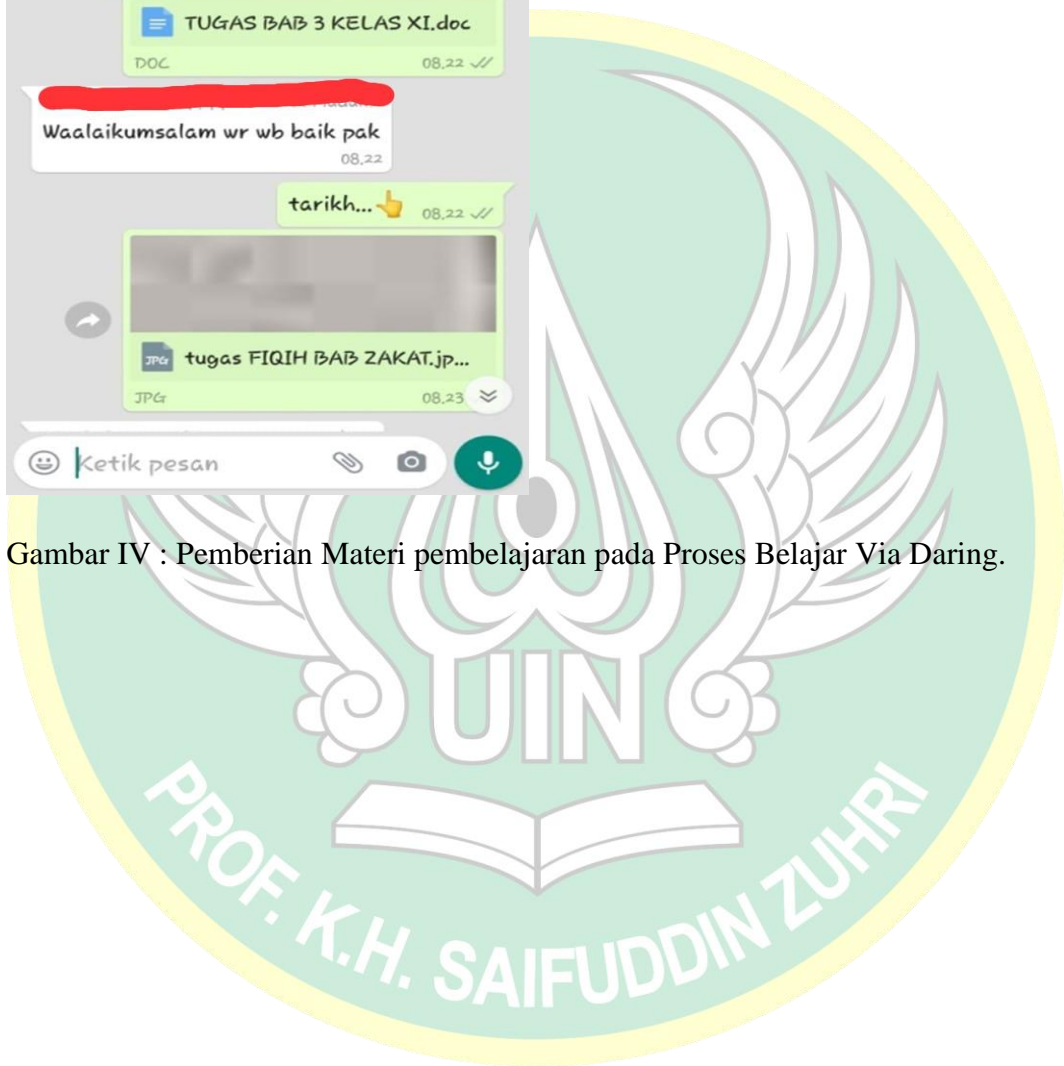 TUGAS BAB 3 KELAS XI.doc
DOC 08.22
Waalaikumsalam wr wb baik pak
08.22
tarikh...👆 08.22
JPG tugas FIQIH BAB ZAKAT.jp...
JPG 08.23
Ketik pesan
Gambar IV : Pemberian Materi pembelajaran pada Proses Belajar Via Daring.
UIN
PROF. K.H. SAIFUDDIN ZUHRI